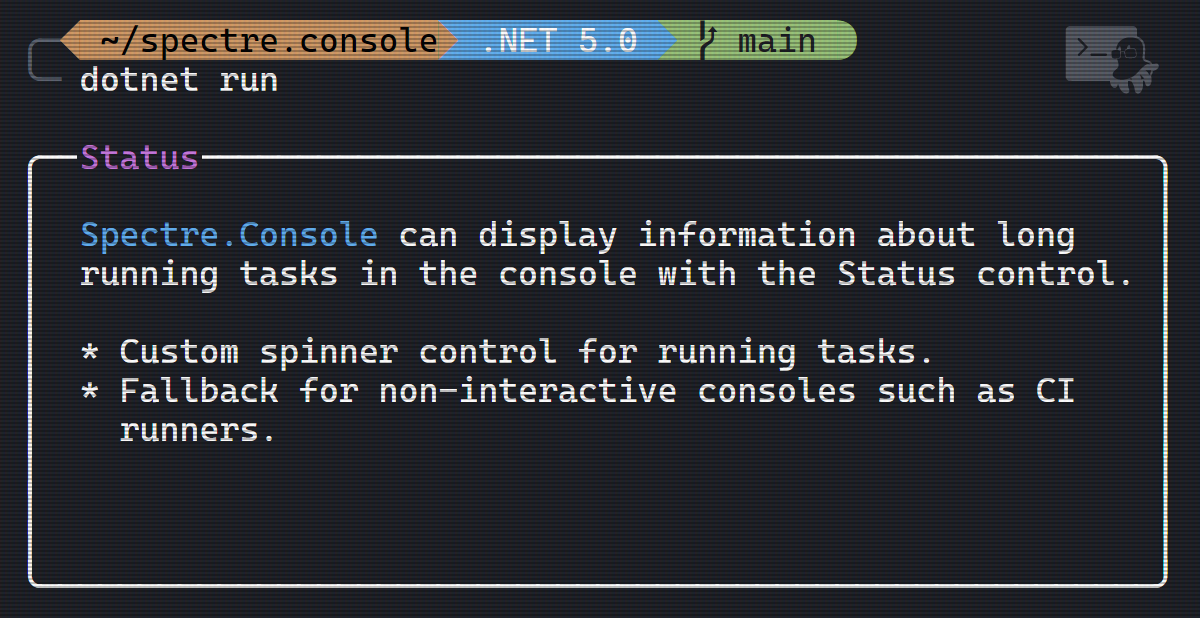 ~/spectre.console .NET 5.0 main
dotnet run
Status
Spectre.Console can display information about long
running tasks in the console with the Status control.
* Custom spinner control for running tasks.
* Fallback for non-interactive consoles such as CI
runners.